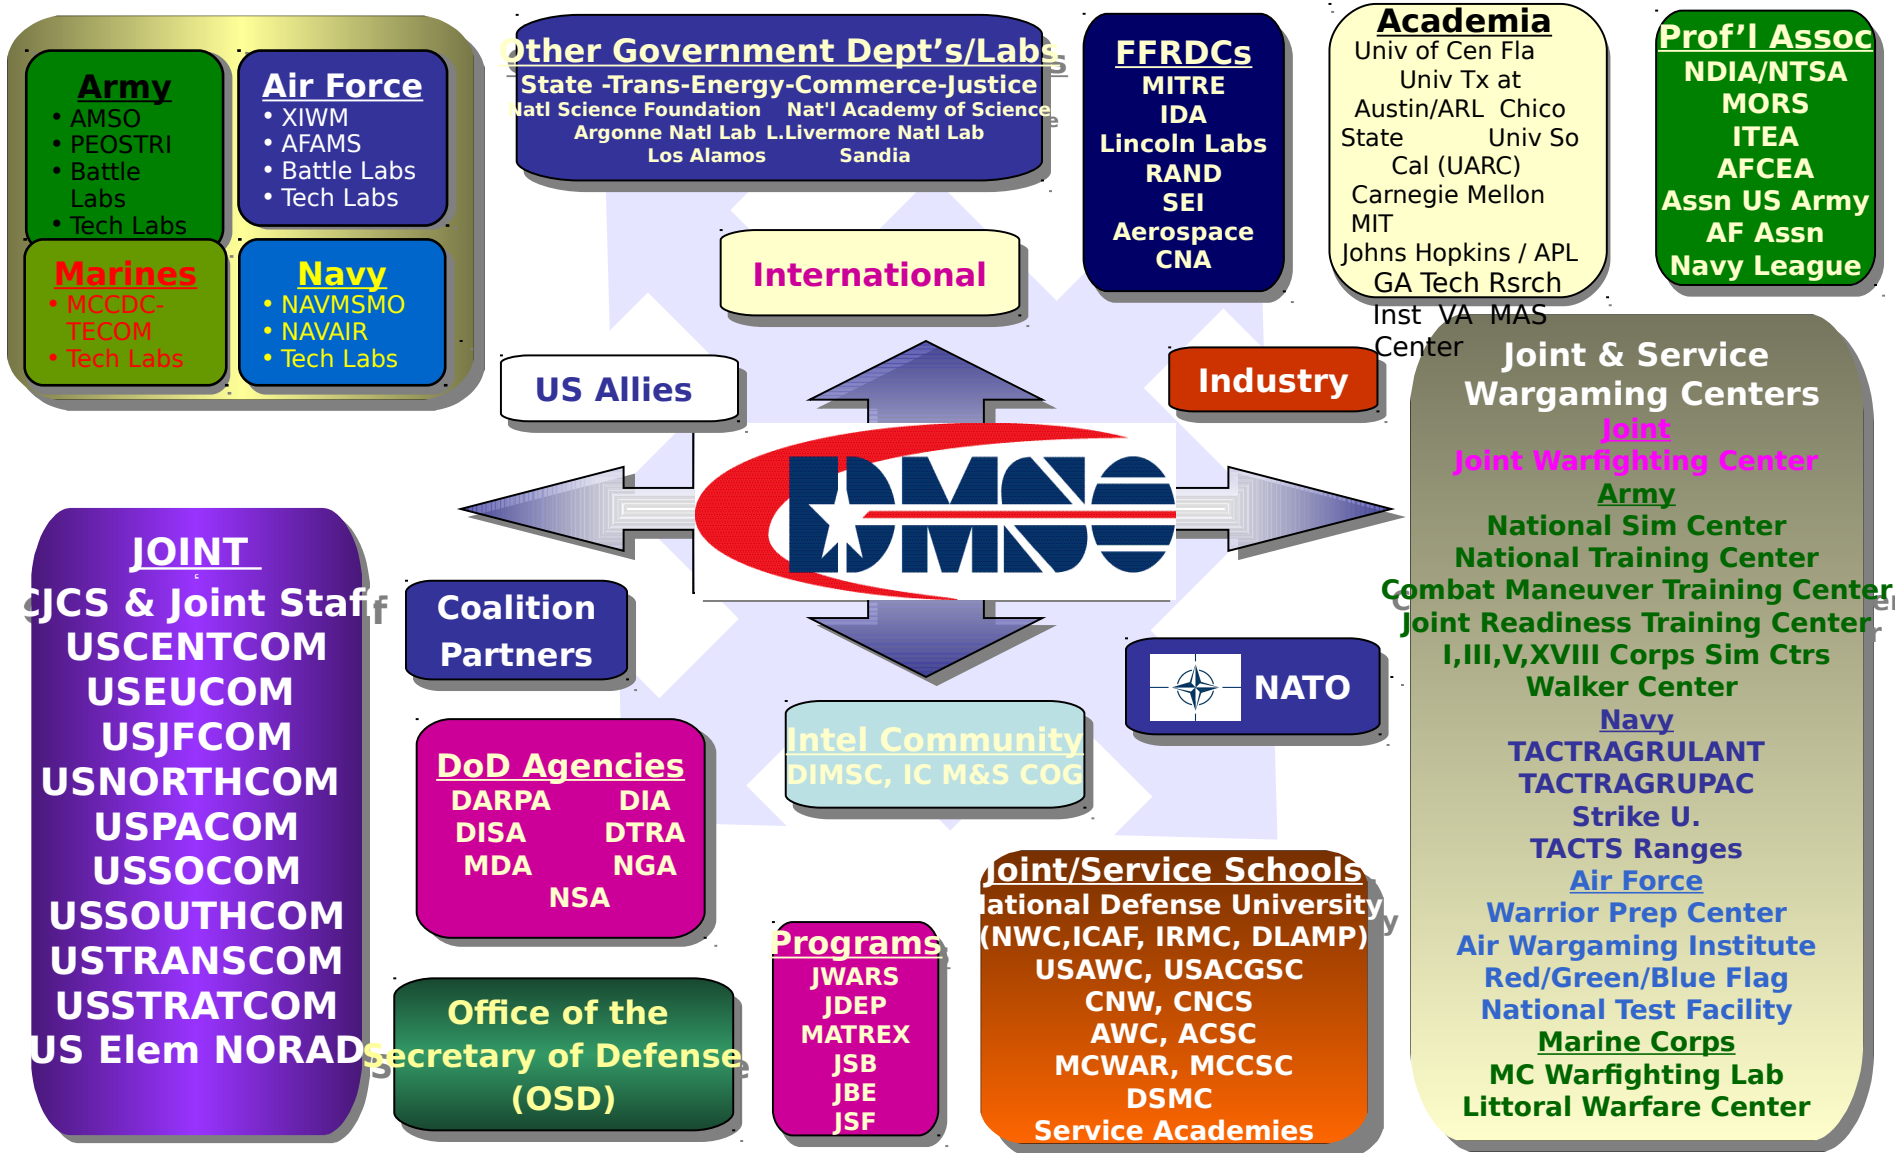 Army
• AMSO
• PEOSTRI
• Battle
Labs
• Tech Labs
Air Force
• XIWM
• AFAMS
• Battle Labs
• Tech Labs
Marines
• MCCDC-
TECOM
• Tech Labs
Navy
• NAVMSMO
• NAVAIR
• Tech Labs
Other Government Dept’s/Labs
State -Trans-Energy-Commerce-Justice
Natl Science Foundation Nat'l Academy of Science
Argonne Natl Lab L.Livermore Natl Lab
Los Alamos Sandia
FFRDCs
MITRE
IDA
Lincoln Labs
RAND
SEI
Aerospace
CNA
Academia
Univ of Cen Fla
Univ Tx at
Austin/ARL Chico
State Univ So
Cal (UARC)
Carnegie Mellon
MIT
Johns Hopkins / APL
GA Tech Rsrch
Inst VA MAS
Center
Prof’l Assoc
NDIA/NTSA
MORS
ITEA
AFCEA
Assn US Army
AF Assn
Navy League
International
US Allies
Industry
DMSO
Coalition
Partners
NATO
Intel Community
DIMSC, IC M&S COG
JOINT
CJCS & Joint Staff
USCENTCOM
USEUCOM
USJFCOM
USNORTHCOM
USPACOM
USSOCOM
USSOUTHCOM
USTRANSCOM
USSTRATCOM
US Elem NORAD
DoD Agencies
DARPA DIA
DISA DTRA
MDA NGA
NSA
Office of the
Secretary of Defense
(OSD)
Programs
JWARS
JDEP
MATREX
JSB
JBE
JSF
Joint/Service Schools
National Defense University
(NWC,ICAF, IRMC, DLAMP)
USAWC, USACGSC
CNW, CNCS
AWC, ACSC
MCWAR, MCCSC
DSMC
Service Academies
Joint & Service
Wargaming Centers
Joint
Joint Warfighting Center
Army
National Sim Center
National Training Center
Combat Maneuver Training Center
Joint Readiness Training Center
I,III,V,XVIII Corps Sim Ctrs
Walker Center
Navy
TACTRAGRULANT
TACTRAGRUPAC
Strike U.
TACTS Ranges
Air Force
Warrior Prep Center
Air Wargaming Institute
Red/Green/Blue Flag
National Test Facility
Marine Corps
MC Warfighting Lab
Littoral Warfare Center